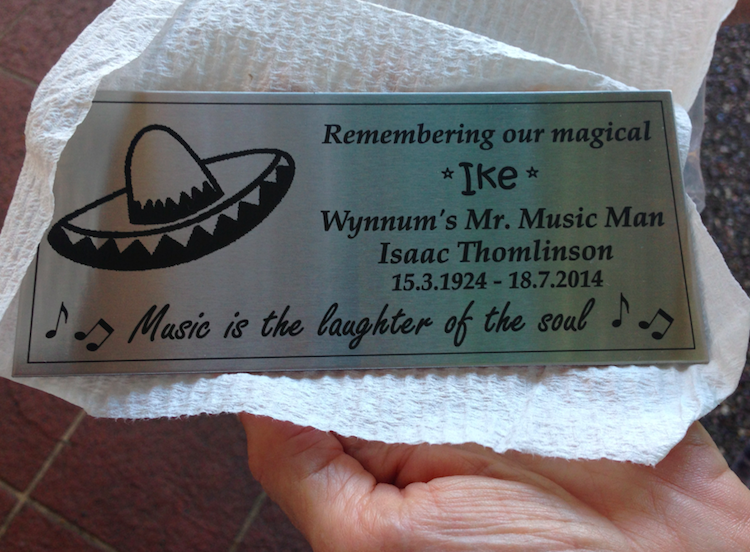 Remembering our magical
*Ike*
Wynnum's Mr. Music Man
Isaac Thomlinson
15.3.1924 - 18.7.2014
Music is the laughter of the soul